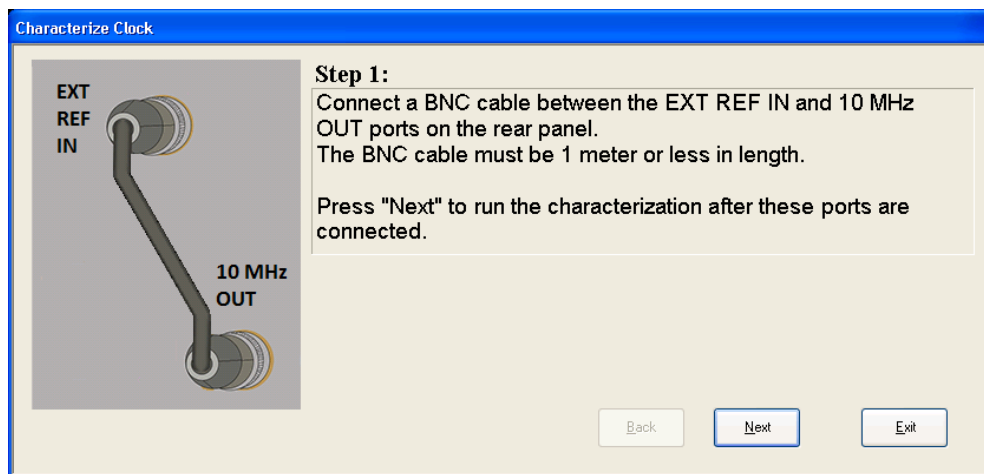 Characterize Clock
EXT
REF
IN
10 MHz
OUT
Step 1:
Connect a BNC cable between the EXT REF IN and 10 MHz
OUT ports on the rear panel.
The BNC cable must be 1 meter or less in length.
Press "Next" to run the characterization after these ports are
connected.
Back
Next
Exit